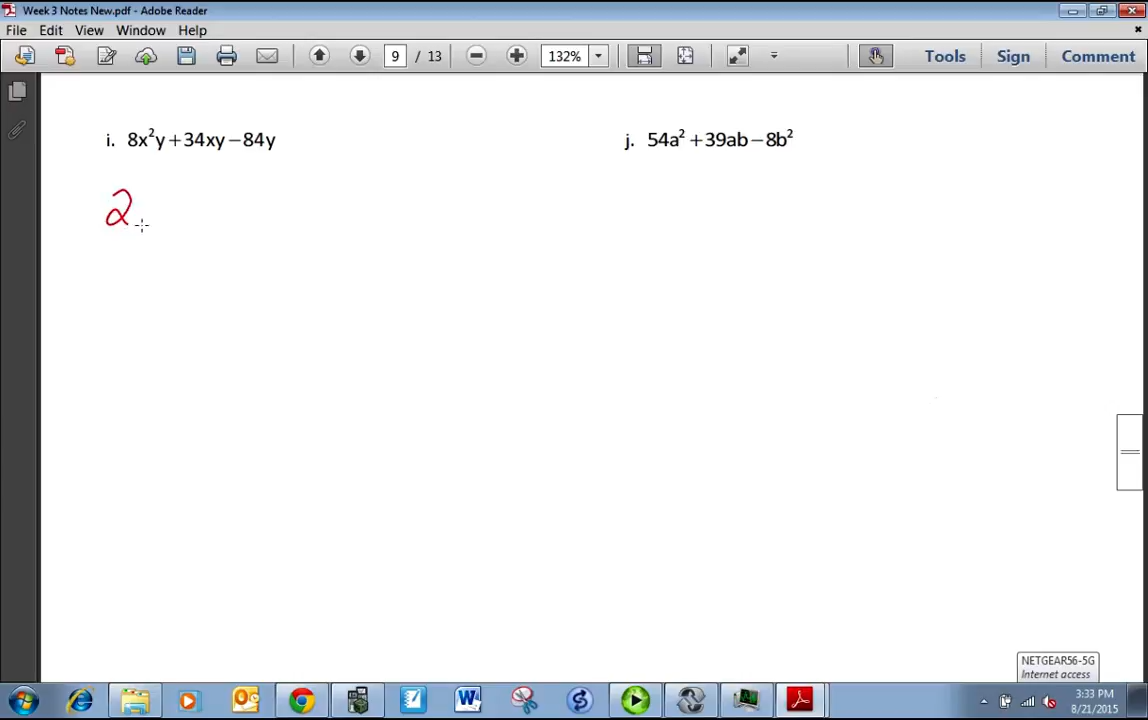 Week 3 Notes New.pdf - Adobe Reader
File Edit View Window Help
9 / 13 132% Tools Sign Comment
i. 8x²y + 34xy − 84y
j. 54a² + 39ab − 8b²
2
NETGEAR56-5G
Internet access
3:33 PM
8/21/2015